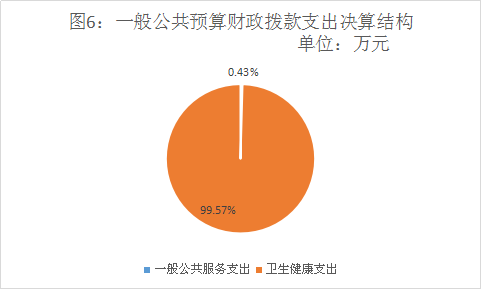 图6：一般公共预算财政拨款支出决算结构
单位：万元
0.43%
99.57%
一般公共服务支出 卫生健康支出